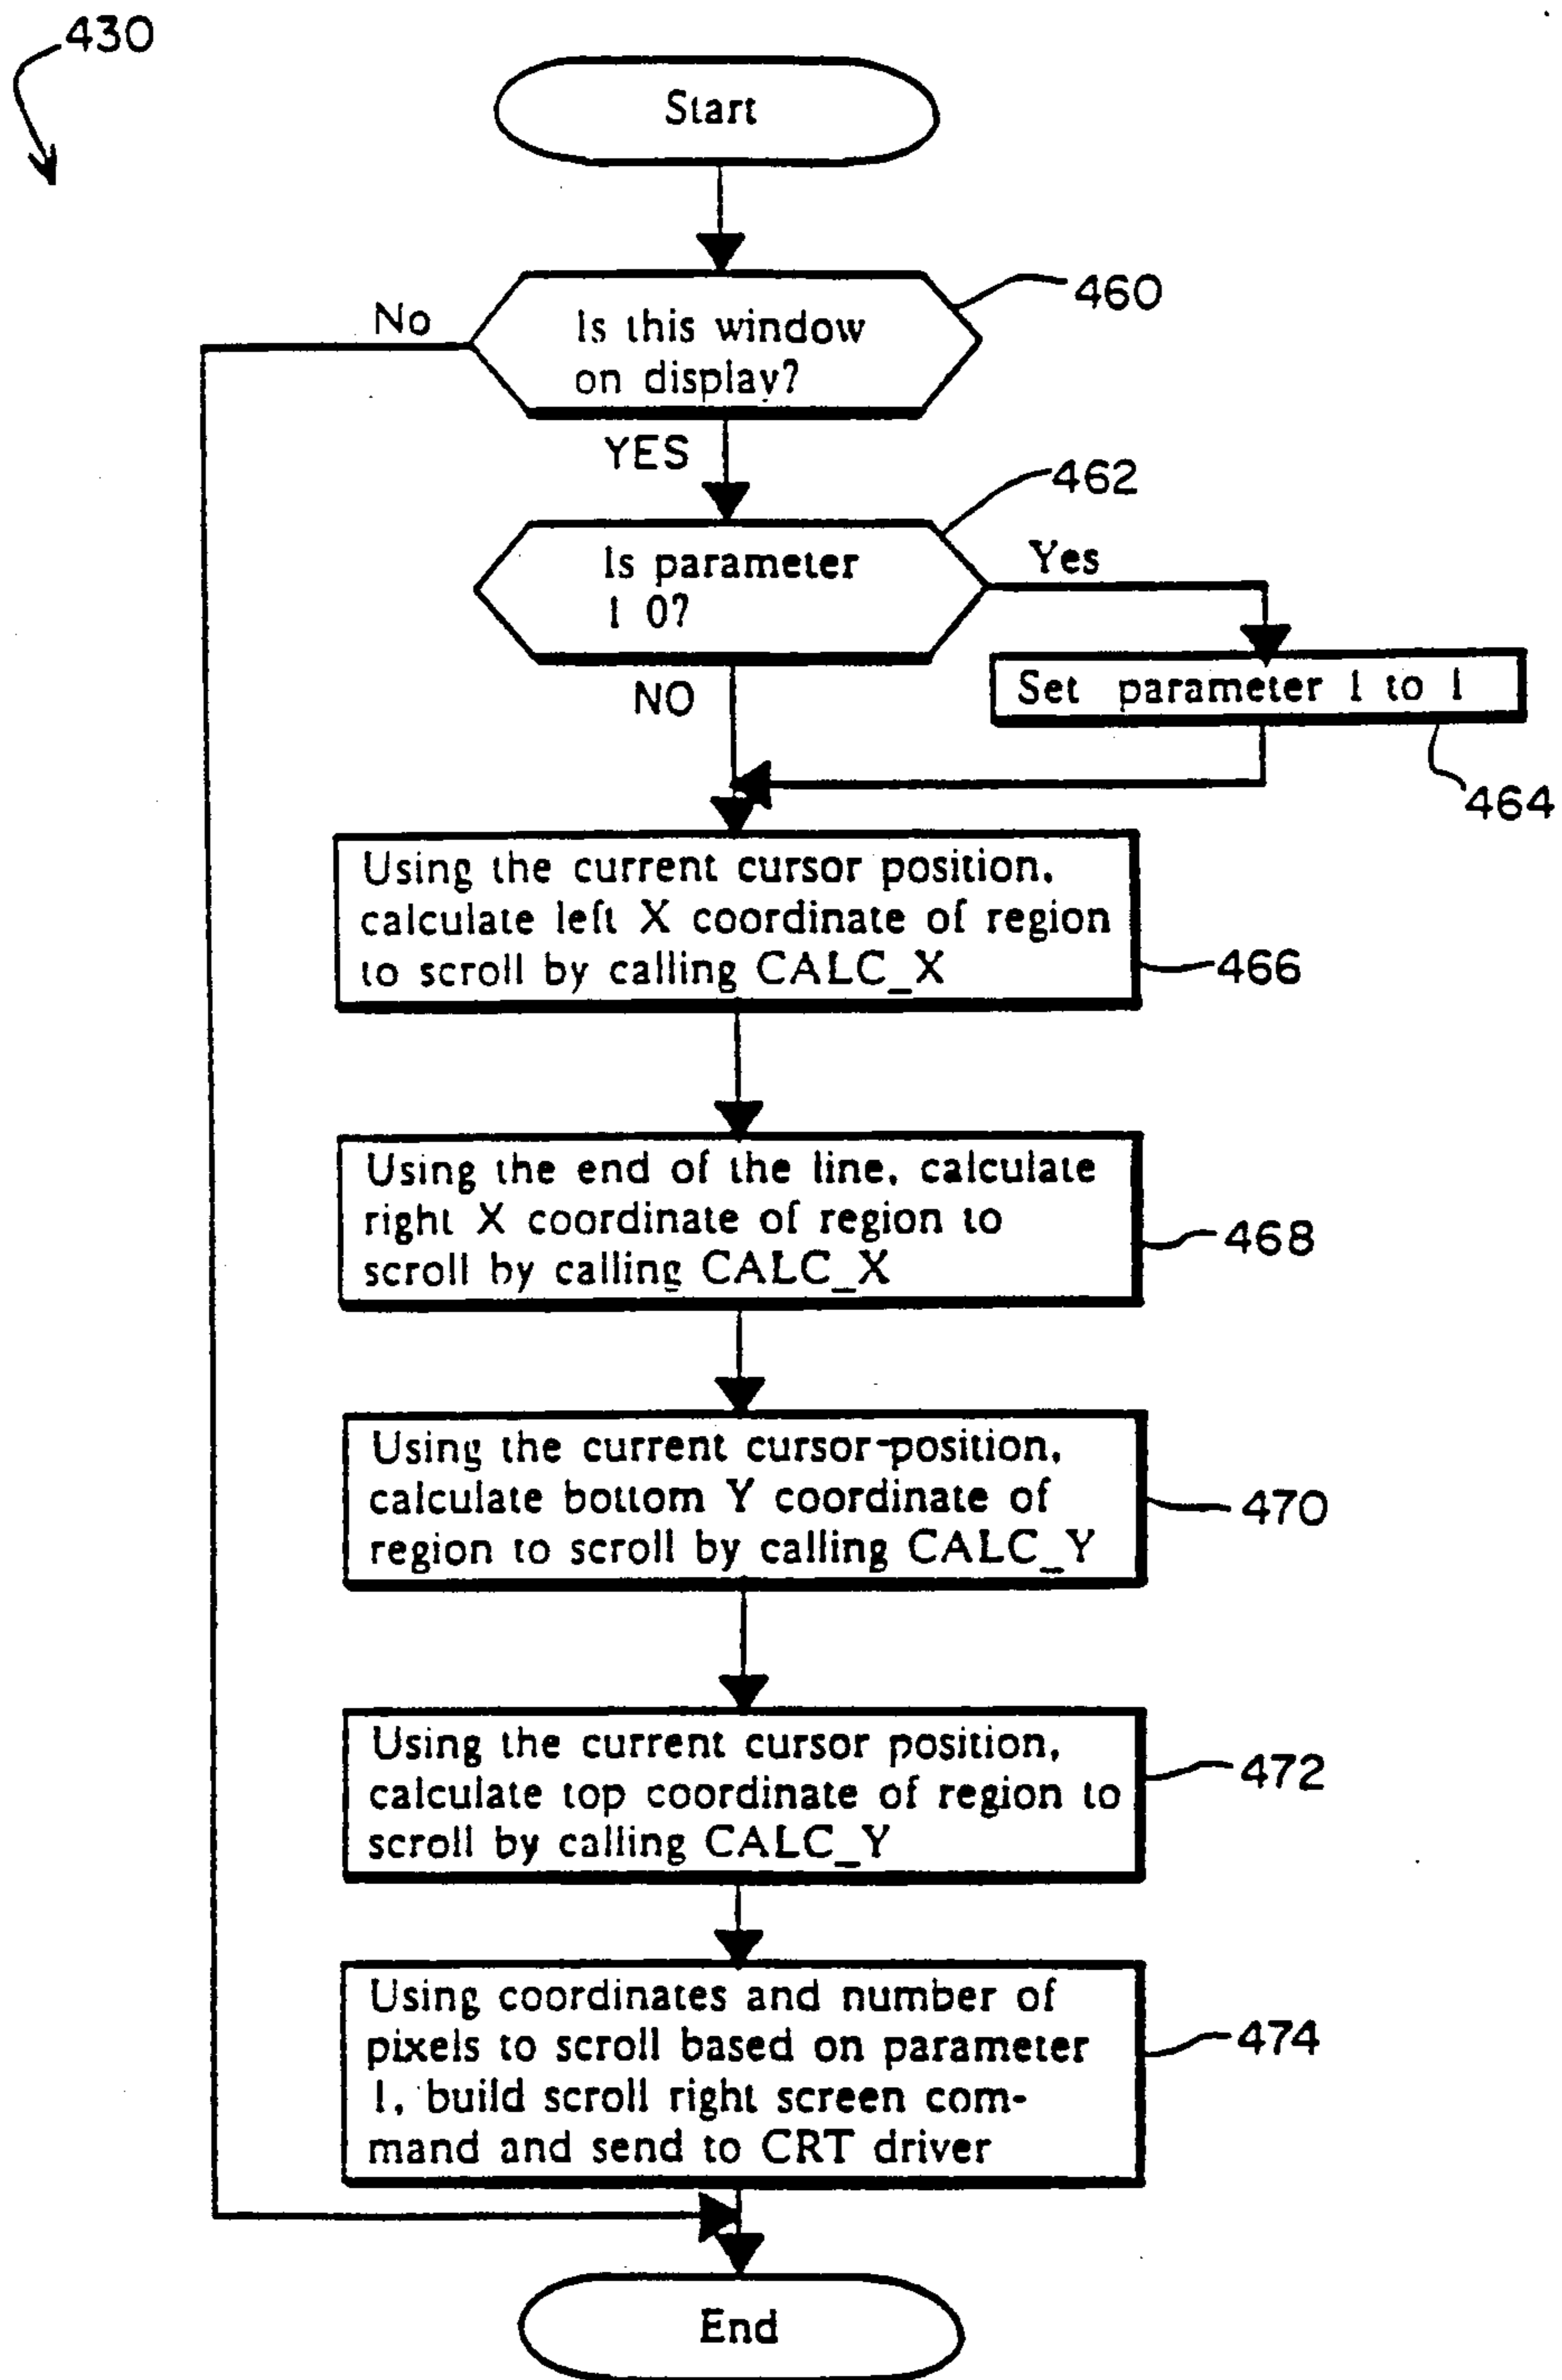 430
Start
460
No
Is this window
on display?
YES
462
Is parameter
1 0?
Yes
NO
Set parameter 1 to 1
464
Using the current cursor position,
calculate left X coordinate of region
to scroll by calling CALC_X
466
Using the end of the line, calculate
right X coordinate of region to
scroll by calling CALC_X
468
Using the current cursor-position,
calculate bottom Y coordinate of
region to scroll by calling CALC_Y
470
Using the current cursor position,
calculate top coordinate of region to
scroll by calling CALC_Y
472
Using coordinates and number of
pixels to scroll based on parameter
1, build scroll right screen com-
mand and send to CRT driver
474
End